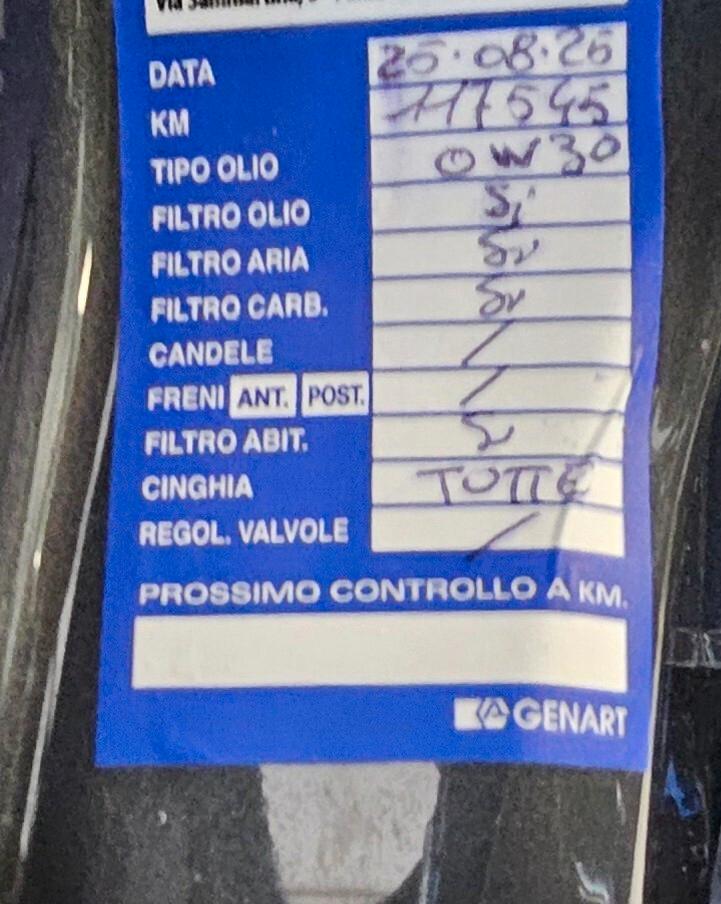 DATA 25.08.25
KM 117545
TIPO OLIO 0W30
FILTRO OLIO Si
FILTRO ARIA Si
FILTRO CARB. Si
CANDELE /
FRENI ANT. POST. /
FILTRO ABIT. Si
CINGHIA TUTTE
REGOL. VALVOLE /
PROSSIMO CONTROLLO A KM.
GENART